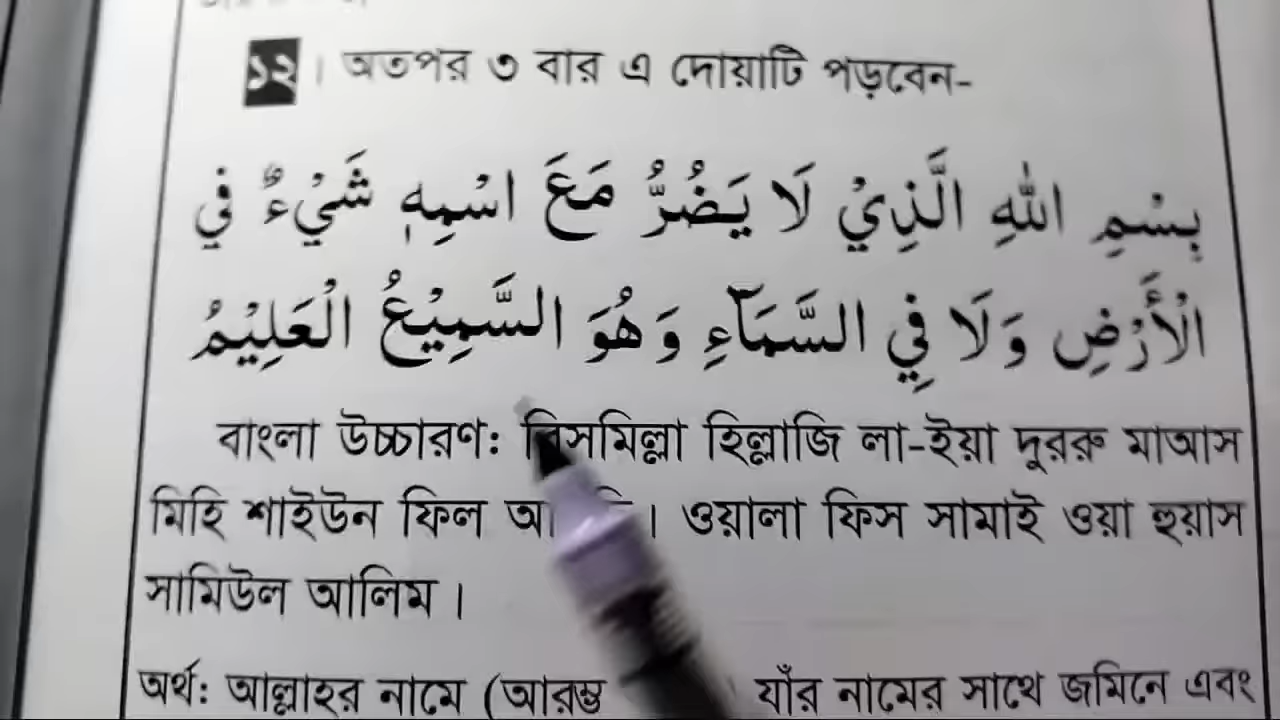 ১২। অতপর ৩ বার এ দোয়াটি পড়বেন-
بِسْمِ اللهِ الَّذِيْ لَا يَضُرُّ مَعَ اسْمِهٖ شَيْءٌ فِي
الْأَرْضِ وَلَا فِي السَّمَآءِ وَهُوَ السَّمِيْعُ الْعَلِيْمُ
বাংলা উচ্চারণ: বিসমিল্লা হিল্লাজি লা-ইয়া দুররু মাআস
মিহি শাইউন ফিল । ওয়ালা ফিস সামাই ওয়া হুয়াস
সামিউল আলিম।
অর্থ: আল্লাহর নামে (আরম্ভ যাঁর নামের সাথে জমিনে এবং